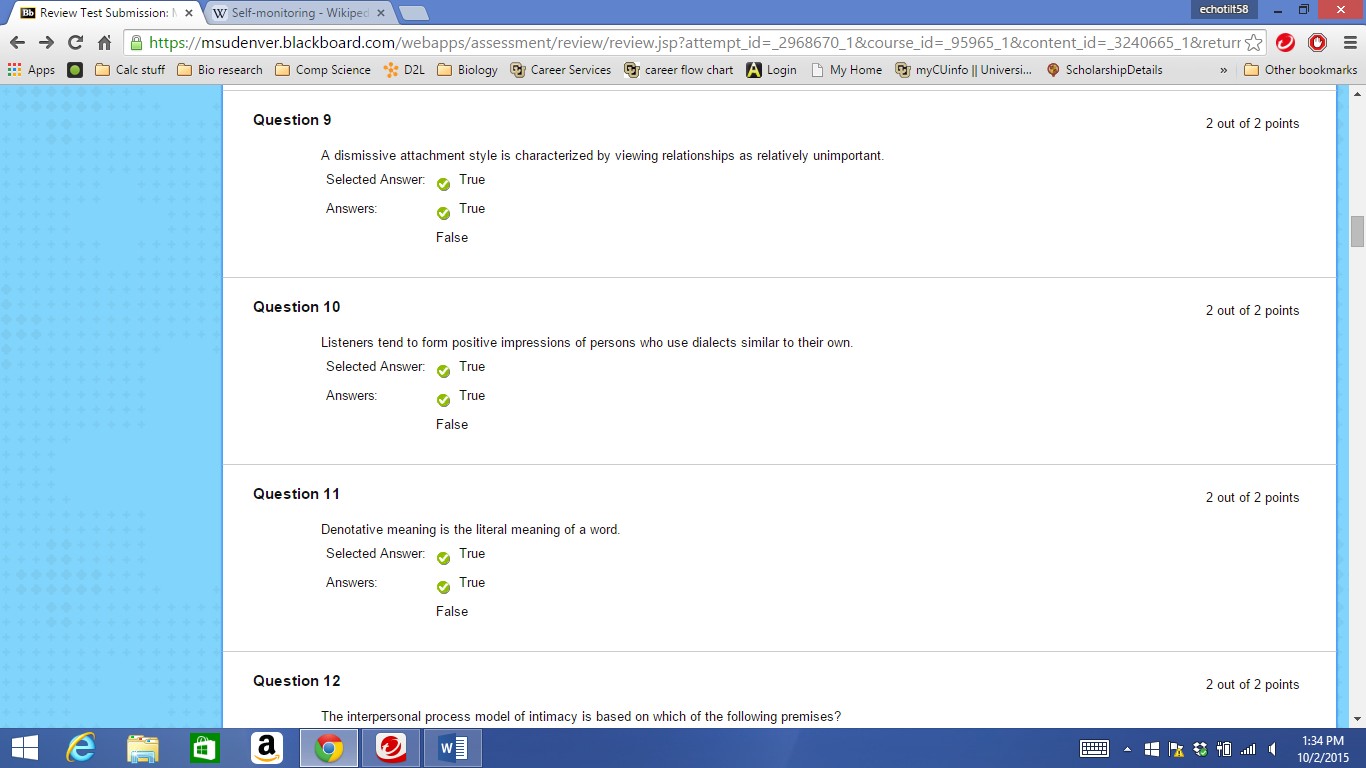 Bb Review Test Submission: M
W Self-monitoring - Wikiped
echotilt58
https://msudenver.blackboard.com/webapps/assessment/review/review.jsp?attempt_id=_2968670_1&course_id=_95965_1&content_id=_3240665_1&return
Apps Calc stuff Bio research Comp Science D2L Biology Career Services career flow chart Login My Home myCUinfo || Universi... ScholarshipDetails » Other bookmarks
Question 9
2 out of 2 points
A dismissive attachment style is characterized by viewing relationships as relatively unimportant.
Selected Answer: True
Answers: True
False
Question 10
2 out of 2 points
Listeners tend to form positive impressions of persons who use dialects similar to their own.
Selected Answer: True
Answers: True
False
Question 11
2 out of 2 points
Denotative meaning is the literal meaning of a word.
Selected Answer: True
Answers: True
False
Question 12
2 out of 2 points
The interpersonal process model of intimacy is based on which of the following premises?
1:34 PM
10/2/2015